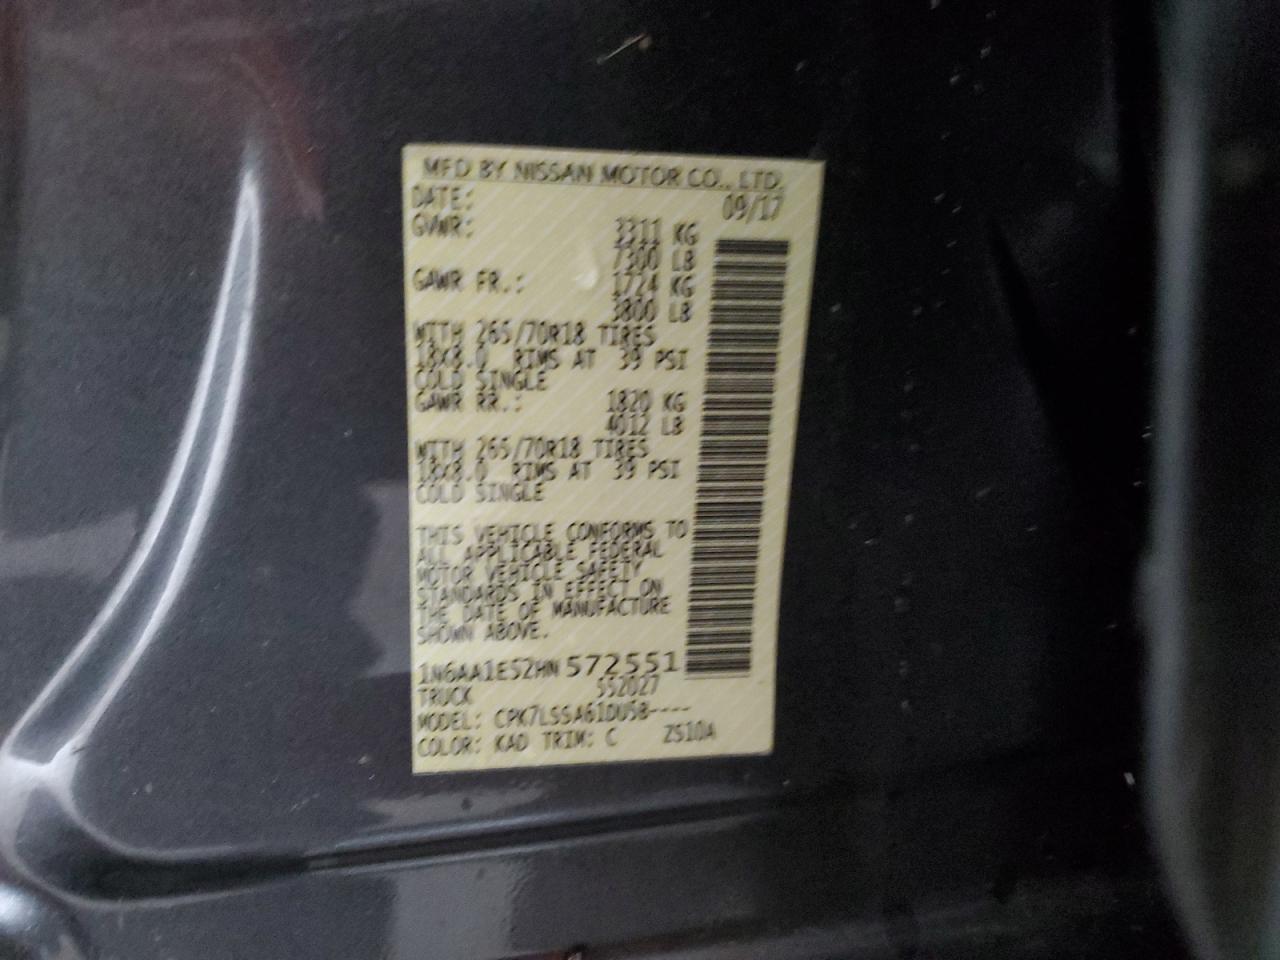 MFD BY NISSAN MOTOR CO., LTD.
DATE: 09/17
GVWR: 3311 KG
7300 LB
GAWR FR.: 1724 KG
3800 LB
WITH 265/70R18 TIRES
18X8.0 RIMS AT 39 PSI
COLD SINGLE
GAWR RR.: 1820 KG
4012 LB
WITH 265/70R18 TIRES
18X8.0 RIMS AT 39 PSI
COLD SINGLE
THIS VEHICLE CONFORMS TO
ALL APPLICABLE FEDERAL
MOTOR VEHICLE SAFETY
STANDARDS IN EFFECT ON
THE DATE OF MANUFACTURE
SHOWN ABOVE.
1N6AA1E52HN572551
TRUCK 552027
MODEL: CPK7LSSA61DU5B----
COLOR: KAD TRIM: C ZS10A